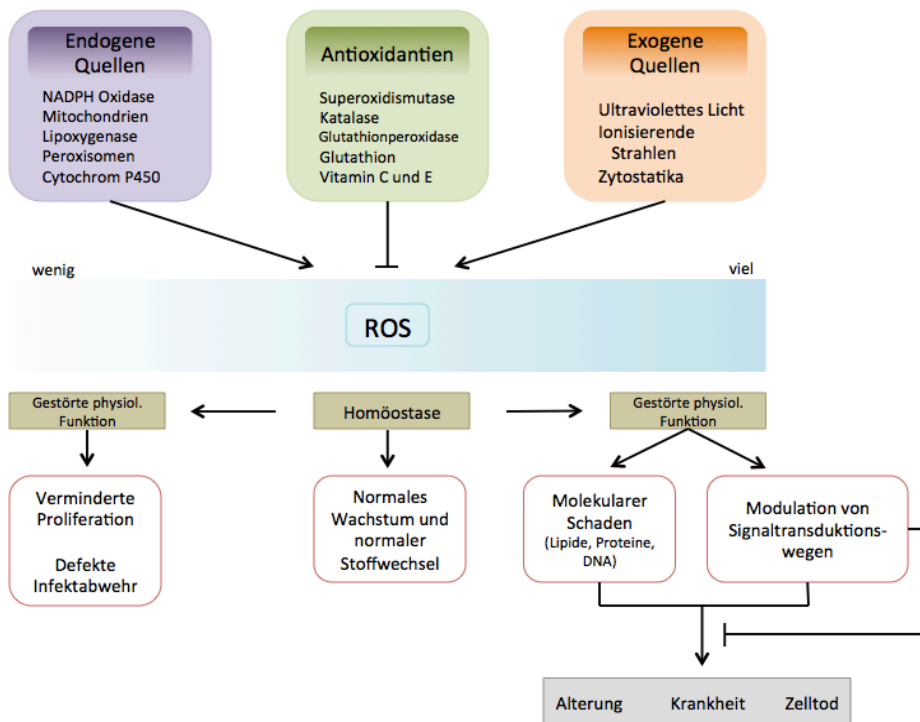 Endogene
Quellen
NADPH Oxidase
Mitochondrien
Lipoxygenase
Peroxisomen
Cytochrom P450
Antioxidantien
Superoxidismutase
Katalase
Glutathionperoxidase
Glutathion
Vitamin C und E
Exogene
Quellen
Ultraviolettes Licht
Ionisierende
Strahlen
Zytostatika
wenig
viel
ROS
Gestörte physiol.
Funktion
Homöostase
Gestörte physiol.
Funktion
Verminderte
Proliferation
Defekte
Infektabwehr
Normales
Wachstum und
normaler
Stoffwechsel
Molekularer
Schaden
(Lipide, Proteine,
DNA)
Modulation von
Signaltransduktions-
wegen
Alterung Krankheit Zelltod